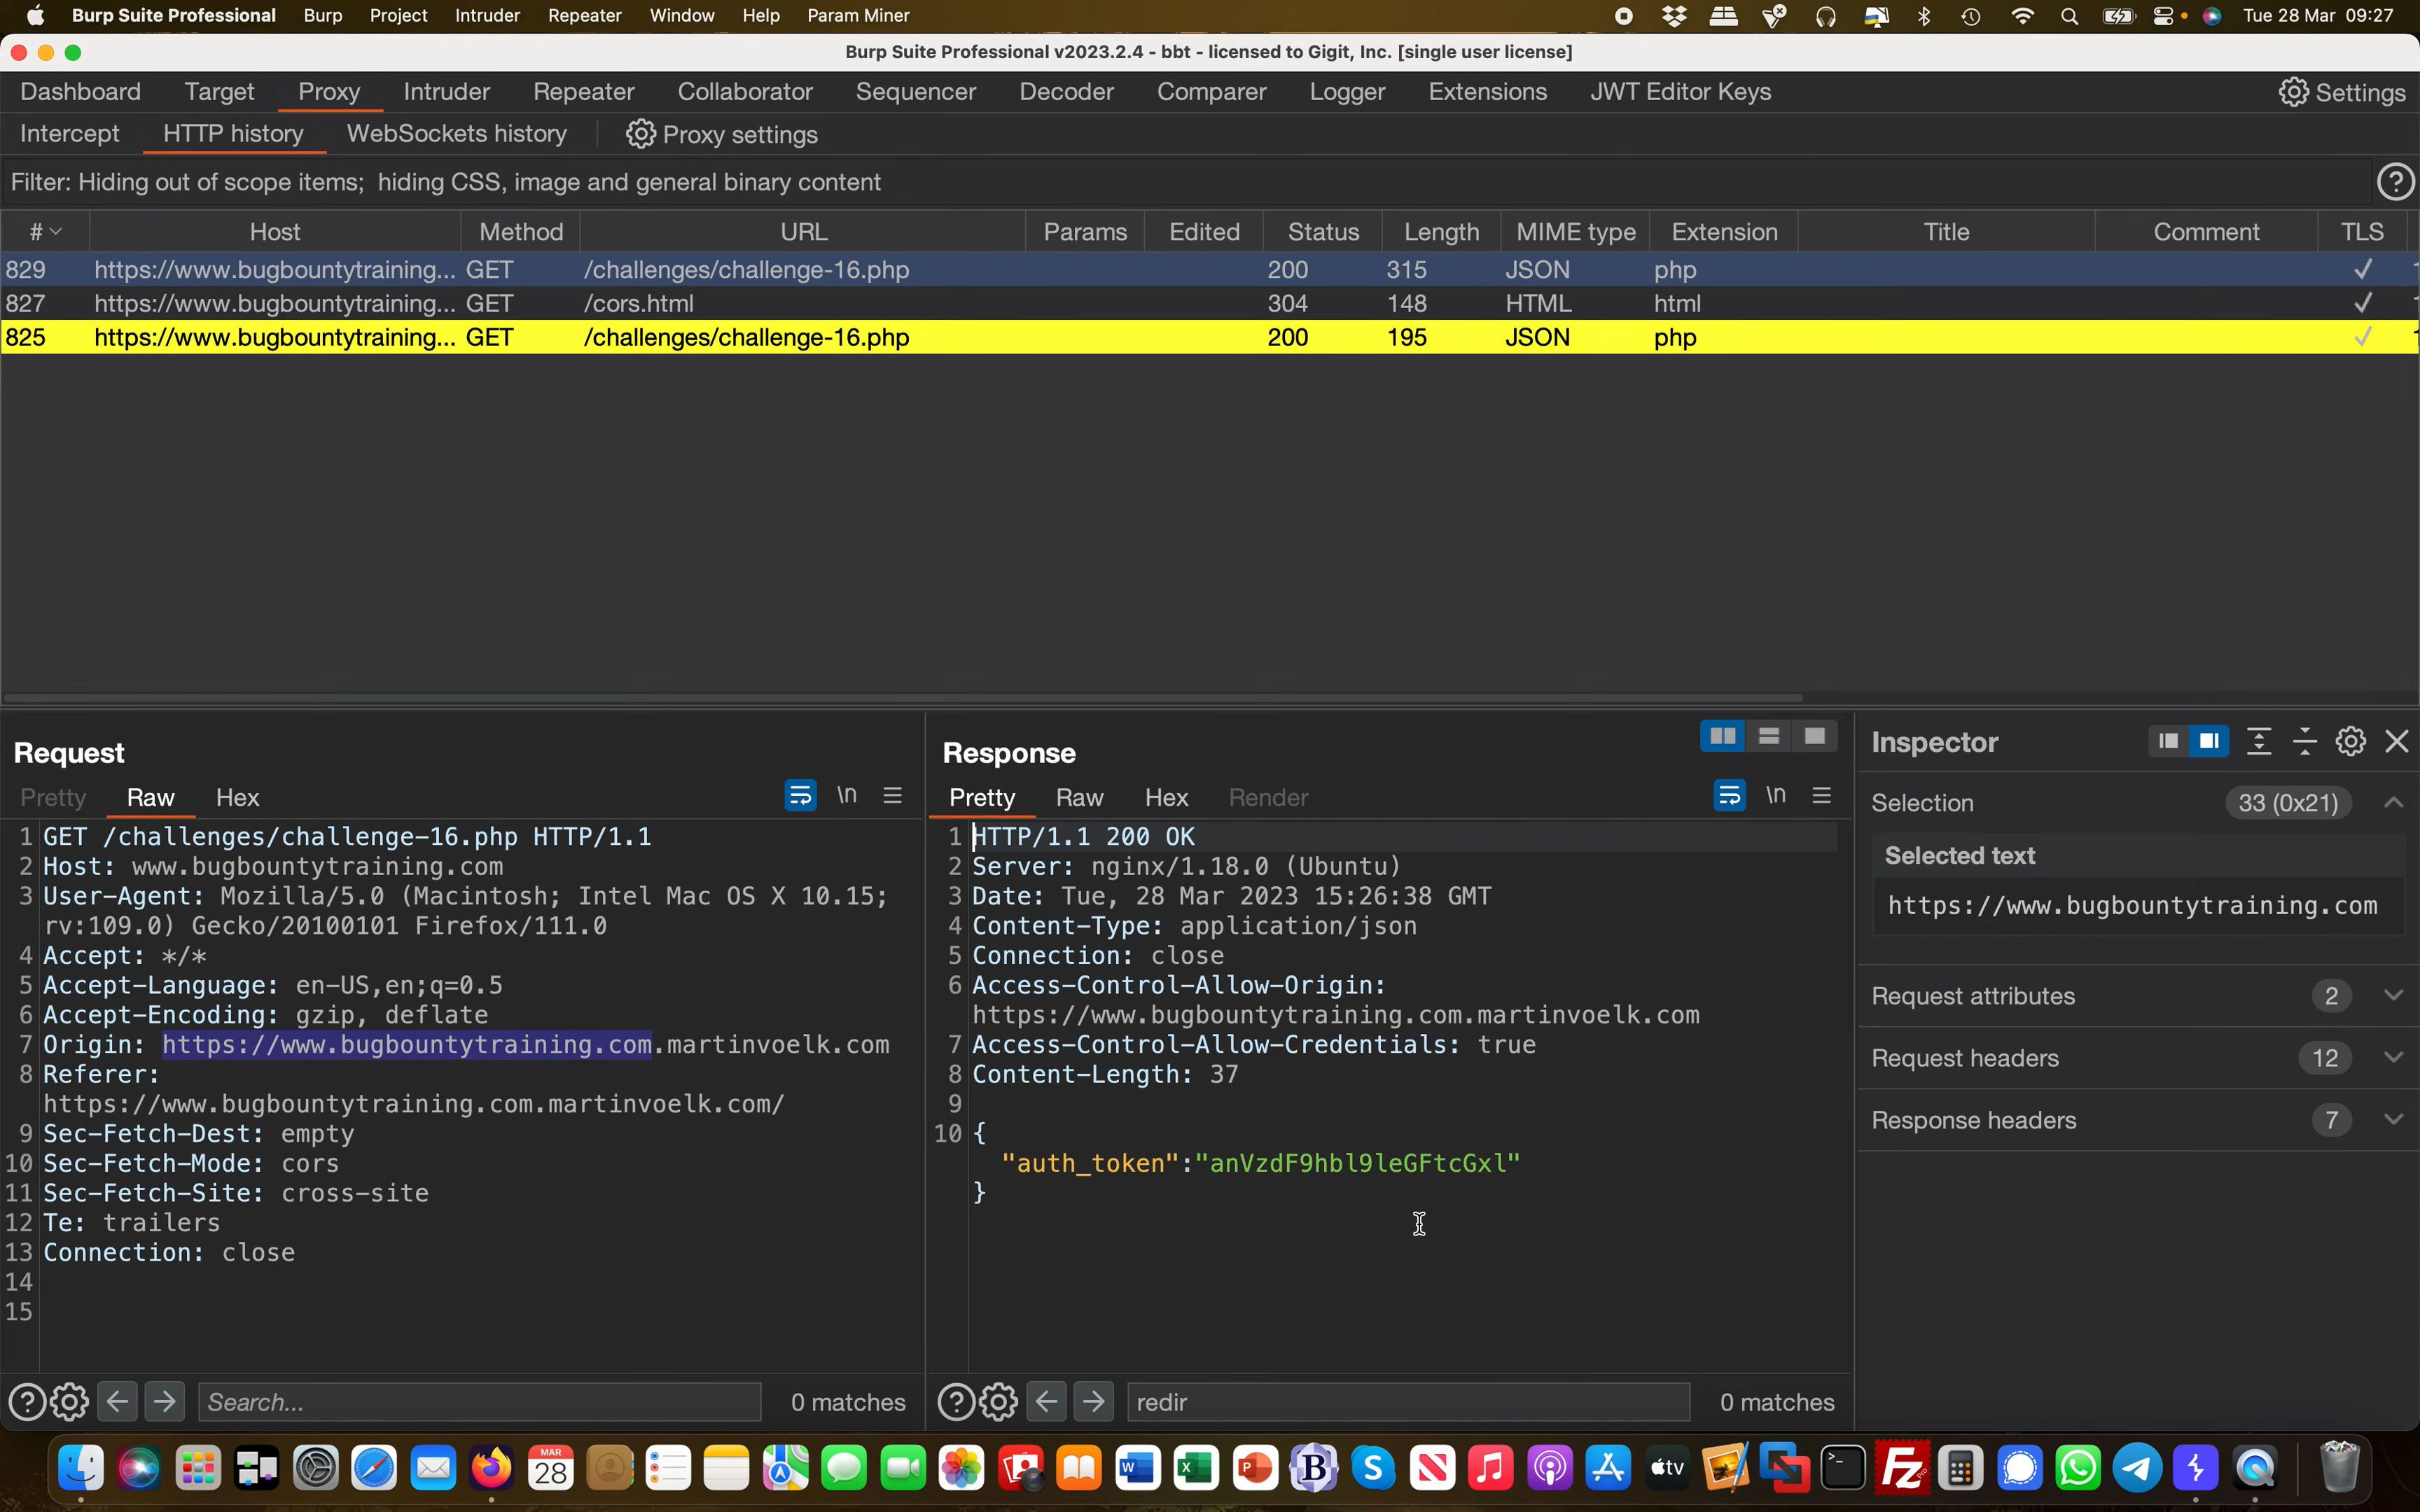 Burp Suite Professional Burp Project Intruder Repeater Window Help Param Miner Tue 28 Mar 09:27
Burp Suite Professional v2023.2.4 - bbt - licensed to Gigit, Inc. [single user license]
Dashboard Target Proxy Intruder Repeater Collaborator Sequencer Decoder Comparer Logger Extensions JWT Editor Keys Settings
Intercept HTTP history WebSockets history Proxy settings
Filter: Hiding out of scope items; hiding CSS, image and general binary content ?
# Host Method URL Params Edited Status Length MIME type Extension Title Comment TLS
829 https://www.bugbountytraining... GET /challenges/challenge-16.php 200 315 JSON php ✓
827 https://www.bugbountytraining... GET /cors.html 304 148 HTML html ✓
825 https://www.bugbountytraining... GET /challenges/challenge-16.php 200 195 JSON php ✓
Request
Pretty Raw Hex \n
1 GET /challenges/challenge-16.php HTTP/1.1
2 Host: www.bugbountytraining.com
3 User-Agent: Mozilla/5.0 (Macintosh; Intel Mac OS X 10.15;
rv:109.0) Gecko/20100101 Firefox/111.0
4 Accept: */*
5 Accept-Language: en-US,en;q=0.5
6 Accept-Encoding: gzip, deflate
7 Origin: https://www.bugbountytraining.com.martinvoelk.com
8 Referer:
https://www.bugbountytraining.com.martinvoelk.com/
9 Sec-Fetch-Dest: empty
10 Sec-Fetch-Mode: cors
11 Sec-Fetch-Site: cross-site
12 Te: trailers
13 Connection: close
14
15
? Search... 0 matches
Response
Pretty Raw Hex Render \n
1 HTTP/1.1 200 OK
2 Server: nginx/1.18.0 (Ubuntu)
3 Date: Tue, 28 Mar 2023 15:26:38 GMT
4 Content-Type: application/json
5 Connection: close
6 Access-Control-Allow-Origin:
https://www.bugbountytraining.com.martinvoelk.com
7 Access-Control-Allow-Credentials: true
8 Content-Length: 37
9
10 {
"auth_token":"anVzdF9hbl9leGFtcGxl"
}
? redir 0 matches
Inspector
Selection 33 (0x21)
Selected text
https://www.bugbountytraining.com
Request attributes 2
Request headers 12
Response headers 7
MAR
28
W X P B S tv >_ Fz